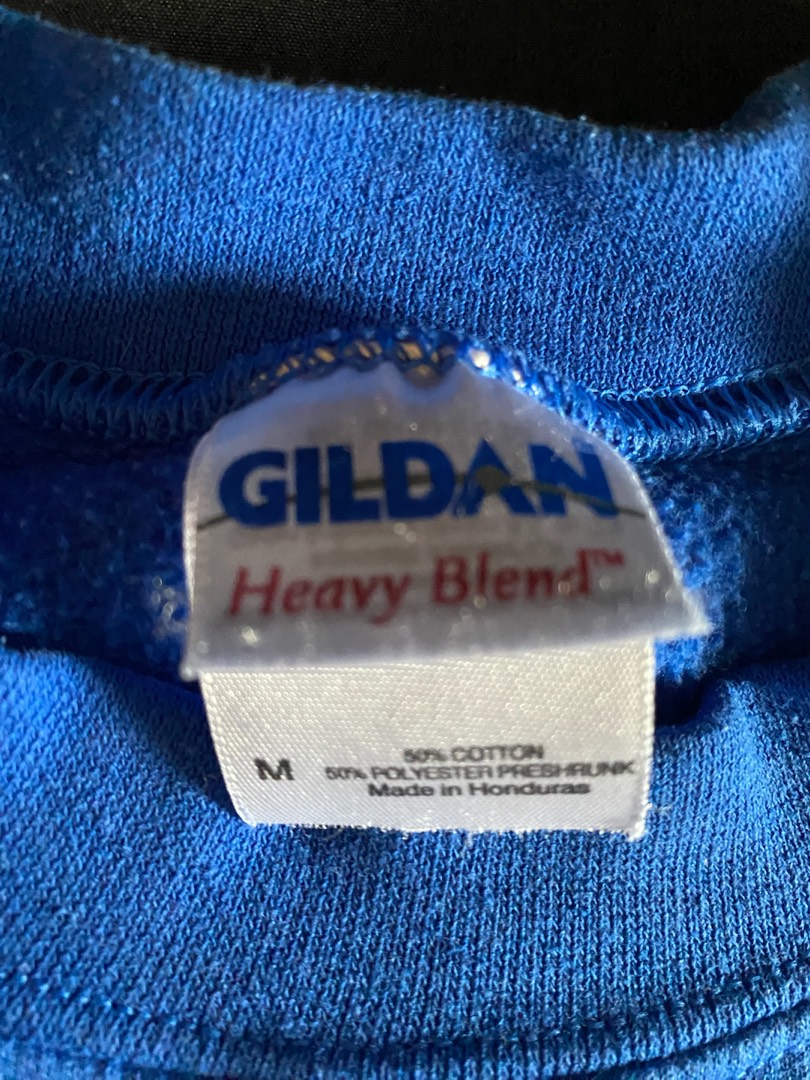 GILDAN
Heavy Blend™
50% COTTON
M 50% POLYESTER PRESHRUNK
Made in Honduras